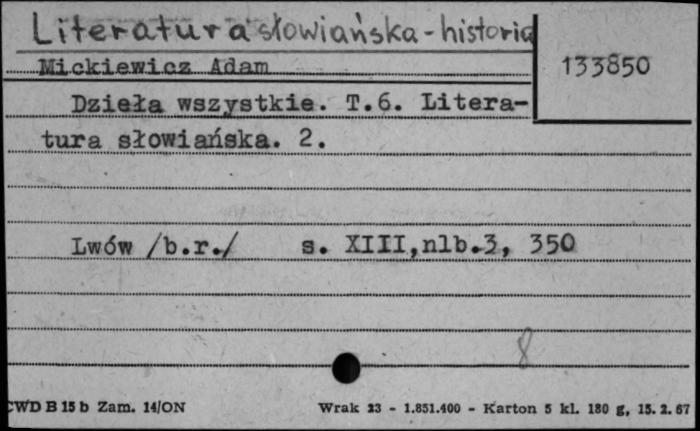 Literatura słowiańska - historia
Mickiewicz Adam
133850
Dzieła wszystkie. T.6. Litera-
tura słowiańska. 2.
Lwów /b.r./ s. XIII,nlb.3, 350
8
CWD B 15 b Zam. 14/ON Wrak 23 - 1.851.400 - Karton 5 kl. 180 g, 15. 2. 67